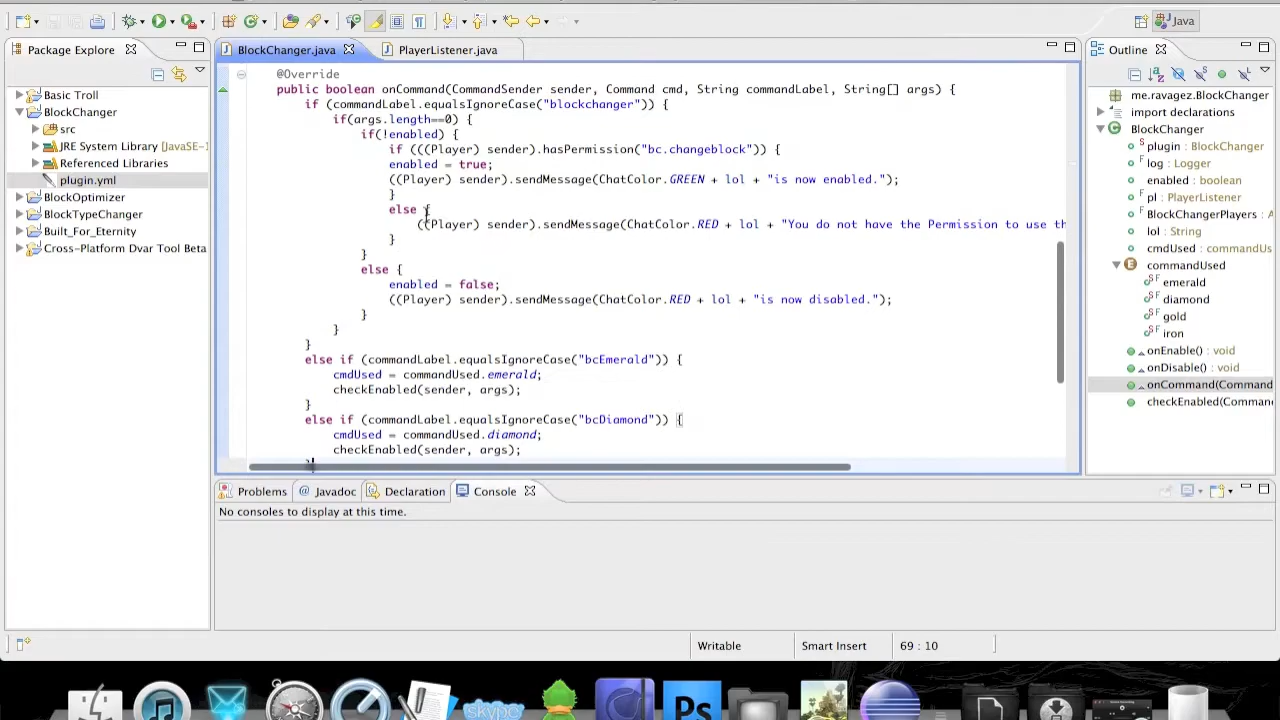 Java
Package Explore
BlockChanger.java
PlayerListener.java
Outline
Basic Troll
BlockChanger
src
JRE System Library [JavaSE-
Referenced Libraries
plugin.yml
BlockOptimizer
BlockTypeChanger
Built_For_Eternity
Cross-Platform Dvar Tool Beta
@Override
public boolean onCommand(CommandSender sender, Command cmd, String commandLabel, String[] args) {
if (commandLabel.equalsIgnoreCase("blockchanger")) {
if(args.length==0) {
if(!enabled) {
if (((Player) sender).hasPermission("bc.changeblock")) {
enabled = true;
((Player) sender).sendMessage(ChatColor.GREEN + lol + "is now enabled.");
}
else {
((Player) sender).sendMessage(ChatColor.RED + lol + "You do not have the Permission to use th
}
}
else {
enabled = false;
((Player) sender).sendMessage(ChatColor.RED + lol + "is now disabled.");
}
}
}
else if (commandLabel.equalsIgnoreCase("bcEmerald")) {
cmdUsed = commandUsed.emerald;
checkEnabled(sender, args);
}
else if (commandLabel.equalsIgnoreCase("bcDiamond")) {
cmdUsed = commandUsed.diamond;
checkEnabled(sender, args);
}
me.ravagez.BlockChanger
import declarations
BlockChanger
plugin : BlockChanger
log : Logger
enabled : boolean
pl : PlayerListener
BlockChangerPlayers : A
lol : String
cmdUsed : commandUs
commandUsed
emerald
diamond
gold
iron
onEnable() : void
onDisable() : void
onCommand(Command
checkEnabled(Comman
Problems
@ Javadoc
Declaration
Console
No consoles to display at this time.
Writable
Smart Insert
69 : 10
skype
Ps